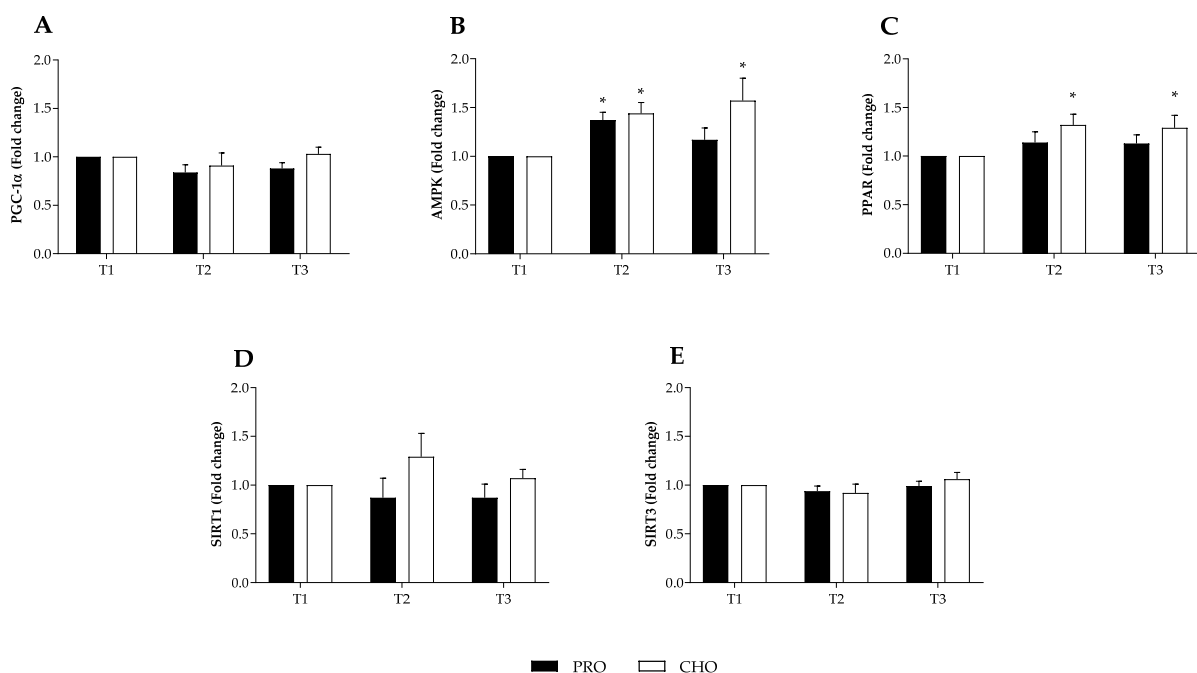 A
PGC-1α (Fold change)
2.0
1.5
1.0
0.5
0.0
T1 T2 T3
B
AMPK (Fold change)
2.0
1.5
1.0
0.5
0.0
* * *
T1 T2 T3
C
PPAR (Fold change)
2.0
1.5
1.0
0.5
0.0
* *
T1 T2 T3
D
SIRT1 (Fold change)
2.0
1.5
1.0
0.5
0.0
T1 T2 T3
E
SIRT3 (Fold change)
2.0
1.5
1.0
0.5
0.0
T1 T2 T3
PRO CHO